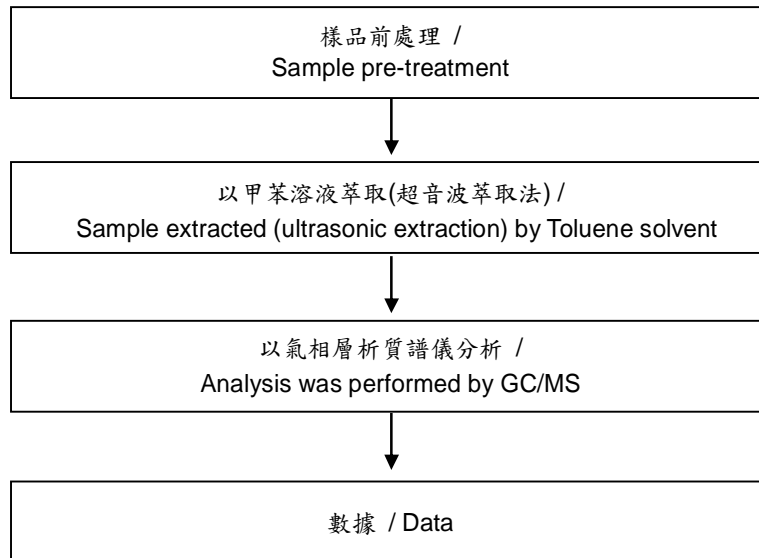 樣品前處理 /
Sample pre-treatment
以甲苯溶液萃取(超音波萃取法) /
Sample extracted (ultrasonic extraction) by Toluene solvent
以氣相層析質譜儀分析 /
Analysis was performed by GC/MS
數據 / Data